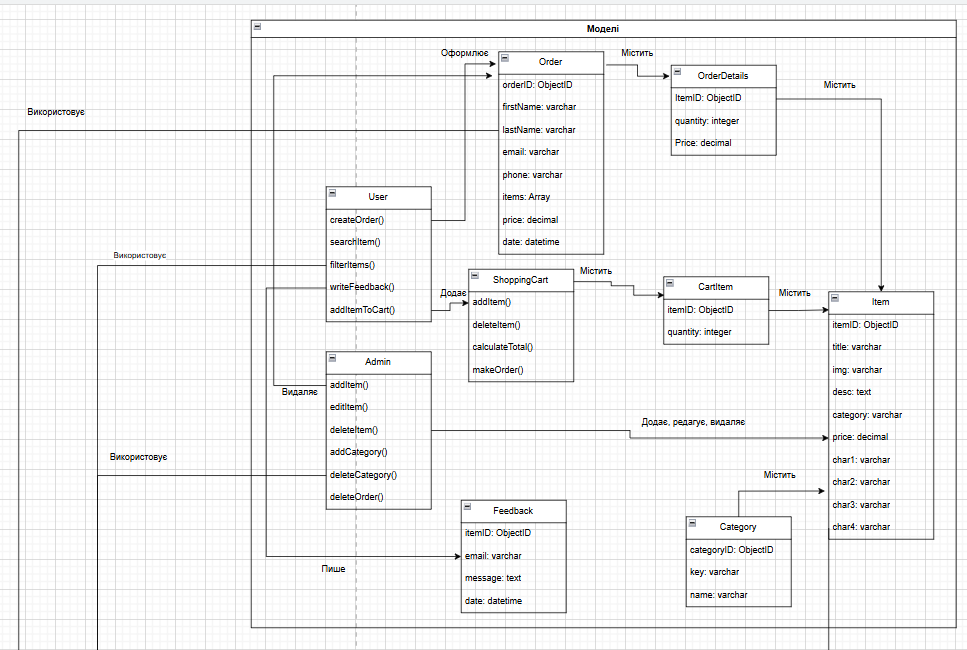 Моделі
Оформлює
Order
orderID: ObjectID
firstName: varchar
lastName: varchar
email: varchar
phone: varchar
items: Array
price: decimal
date: datetime
Містить
OrderDetails
ItemID: ObjectID
quantity: integer
Price: decimal
Містить
Використовує
User
createOrder()
searchItem()
filterItems()
writeFeedback()
addItemToCart()
Використовує
Додає
ShoppingCart
addItem()
deleteItem()
calculateTotal()
makeOrder()
Містить
CartItem
itemID: ObjectID
quantity: integer
Містить
Item
itemID: ObjectID
title: varchar
img: varchar
desc: text
category: varchar
price: decimal
char1: varchar
char2: varchar
char3: varchar
char4: varchar
Admin
addItem()
editItem()
deleteItem()
addCategory()
deleteCategory()
deleteOrder()
Видаляє
Додає, редагує, видаляє
Використовує
Містить
Feedback
itemID: ObjectID
email: varchar
message: text
date: datetime
Пише
Category
categoryID: ObjectID
key: varchar
name: varchar